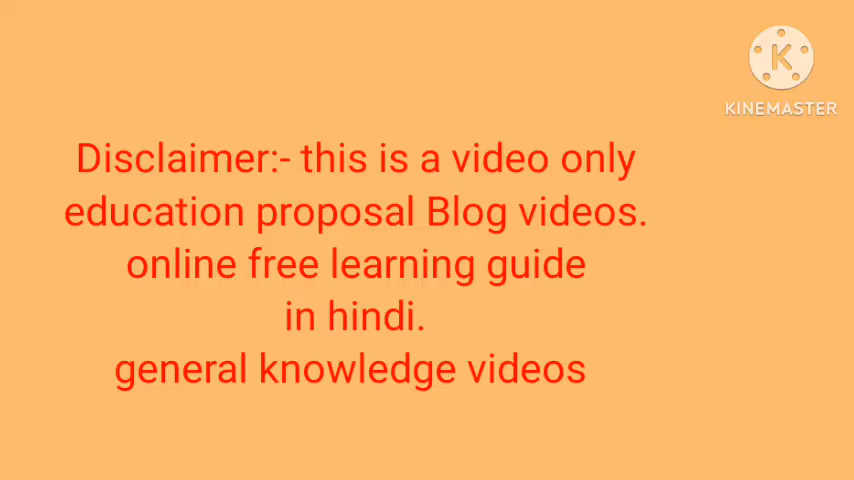 KINEMASTER
Disclaimer:- this is a video only
education proposal Blog videos.
online free learning guide
in hindi.
general knowledge videos